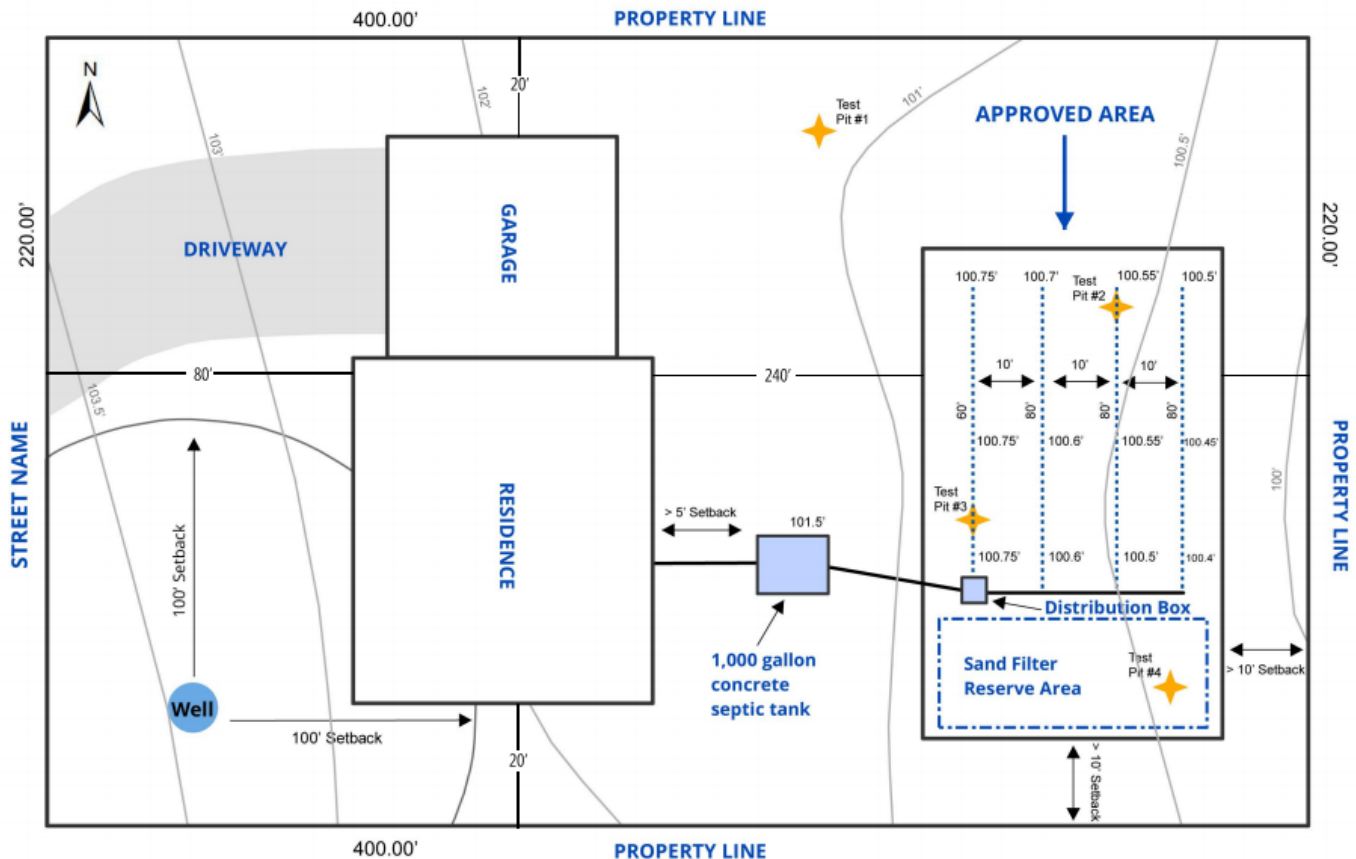 400.00'
PROPERTY LINE
N
20'
102'
103'
101'
Test
Pit #1
APPROVED AREA
100.5'
220.00'
220.00'
DRIVEWAY
GARAGE
100.75'
100.7'
Test
Pit #2
100.55'
100.5'
80'
240'
10'
10'
10'
103.5'
60'
80'
80'
80'
100.75'
100.6'
100.55'
100.45'
STREET NAME
PROPERTY LINE
100'
RESIDENCE
100' Setback
> 5' Setback
101.5'
Test
Pit #3
100.75'
100.6'
100.5'
100.4'
Distribution Box
1,000 gallon
concrete
septic tank
Sand Filter
Reserve Area
Test
Pit #4
> 10' Setback
Well
100' Setback
20'
> 10' Setback
400.00'
PROPERTY LINE